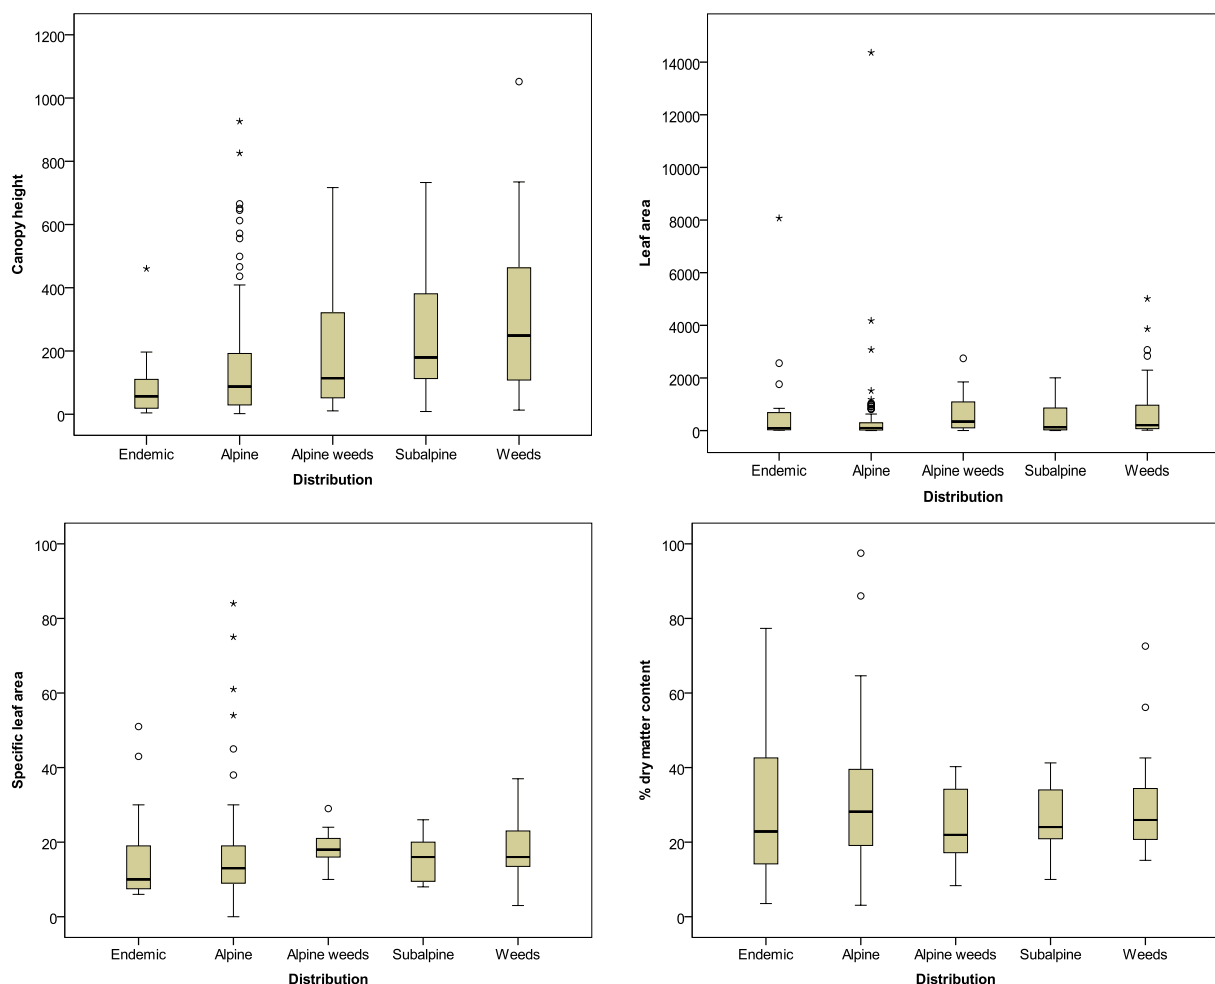 Canopy height
1200
1000
800
600
400
200
0
Endemic Alpine Alpine weeds Subalpine Weeds
Distribution
Leaf area
14000
12000
10000
8000
6000
4000
2000
0
Endemic Alpine Alpine weeds Subalpine Weeds
Distribution
Specific leaf area
100
80
60
40
20
0
Endemic Alpine Alpine weeds Subalpine Weeds
Distribution
% dry matter content
100
80
60
40
20
0
Endemic Alpine Alpine weeds Subalpine Weeds
Distribution